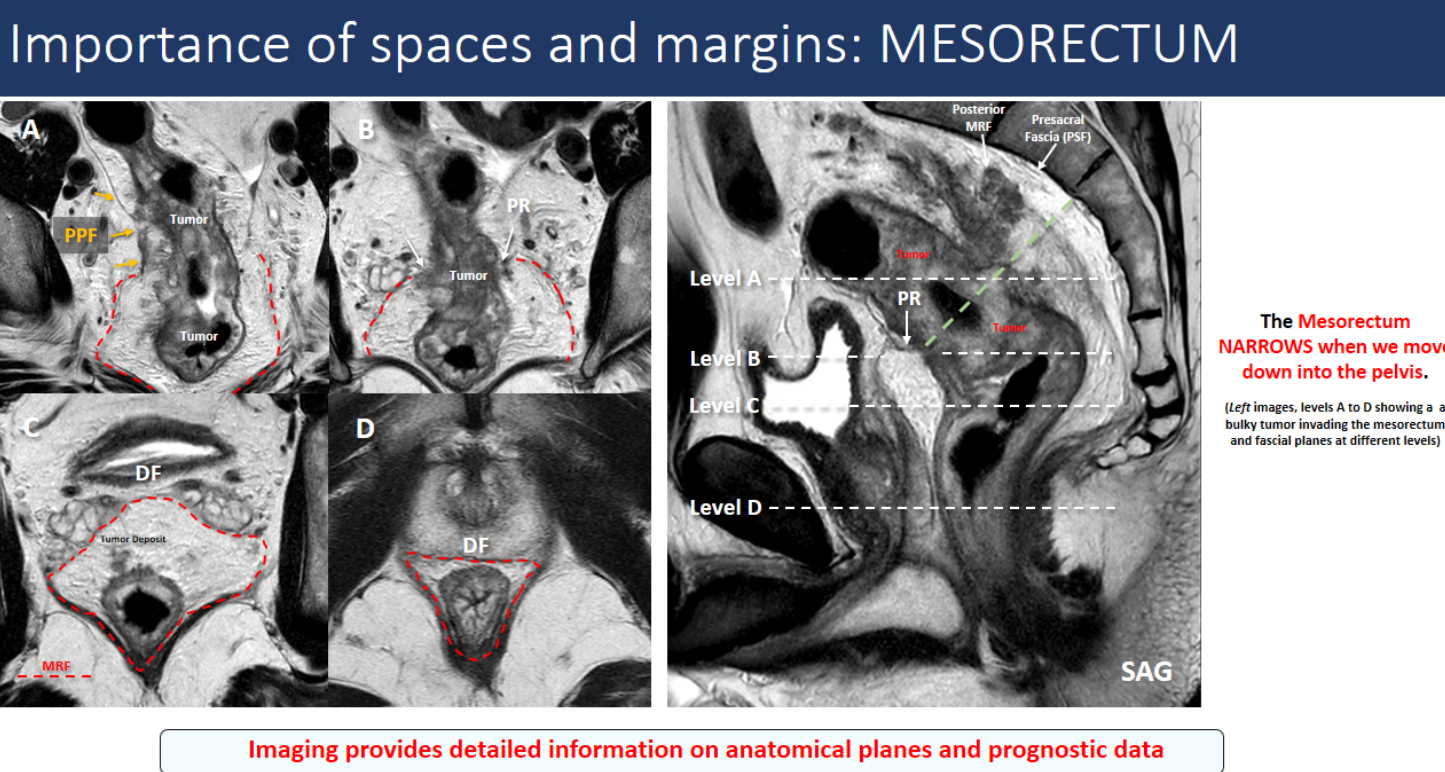 Importance of spaces and margins: MESORECTUM
A
PPF
Tumor
Tumor
B
PR
Tumor
C
DF
Tumor Deposit
MRF
D
DF
Posterior
MRF
Presacral
Fascia (PSF)
Tumor
Level A
PR
Tumor
Level B
Level C
Level D
SAG
The Mesorectum
NARROWS when we move
down into the pelvis.
(Left images, levels A to D showing a a
bulky tumor invading the mesorectum
and fascial planes at different levels)
Imaging provides detailed information on anatomical planes and prognostic data